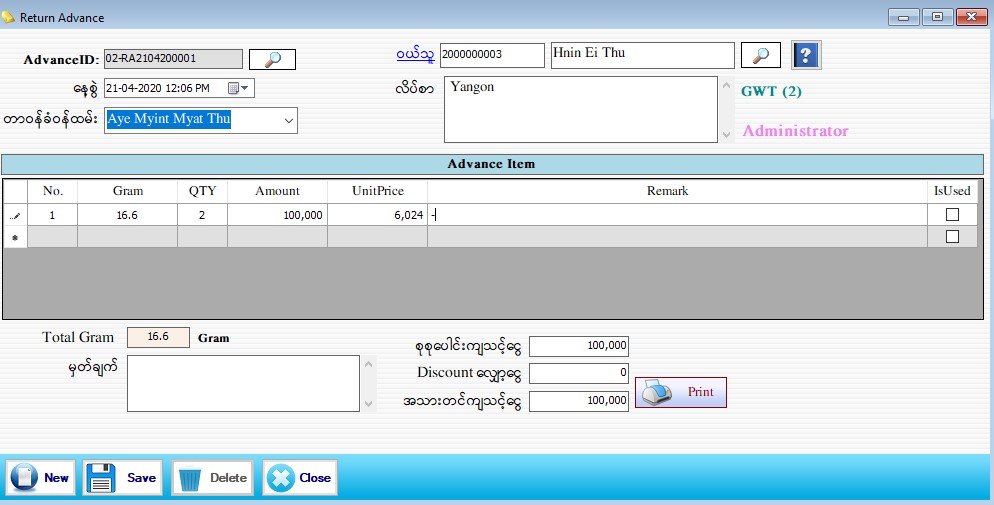 Return Advance
AdvanceID: 02-RA2104200001
ဝယ်သူ 2000000003 Hnin Ei Thu
နေ့စွဲ 21-04-2020 12:06 PM
လိပ်စာ Yangon
GWT (2)
တာဝန်ခံဝန်ထမ်း Aye Myint Myat Thu
Administrator
Advance Item
No. Gram QTY Amount UnitPrice Remark IsUsed
1 16.6 2 100,000 6,024 -
Total Gram 16.6 Gram
စုစုပေါင်းကျသင့်ငွေ 100,000
မှတ်ချက်
Discount လျှော့ငွေ 0
Print
အသားတင်ကျသင့်ငွေ 100,000
New Save Delete Close